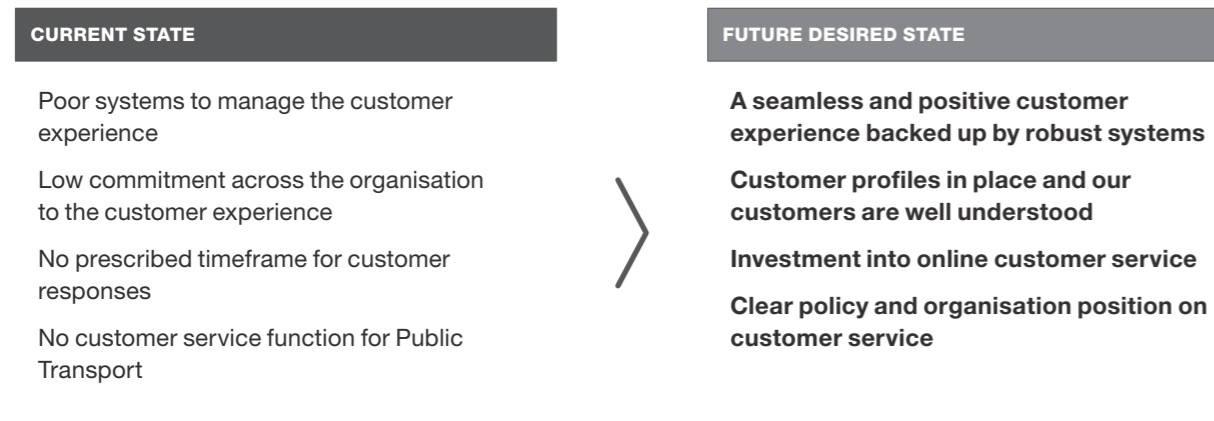 CURRENT STATE
Poor systems to manage the customer
experience
Low commitment across the organisation
to the customer experience
No prescribed timeframe for customer
responses
No customer service function for Public
Transport
FUTURE DESIRED STATE
A seamless and positive customer
experience backed up by robust systems
Customer profiles in place and our
customers are well understood
Investment into online customer service
Clear policy and organisation position on
customer service